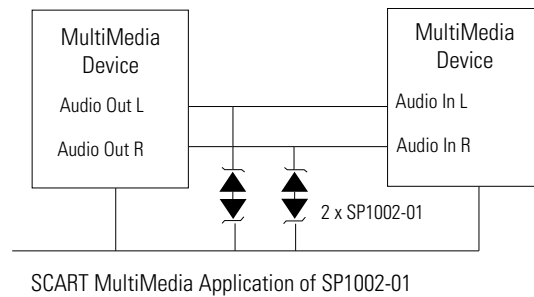 MultiMedia
Device
Audio Out L
Audio Out R
MultiMedia
Device
Audio In L
Audio In R
2 x SP1002-01
SCART MultiMedia Application of SP1002-01